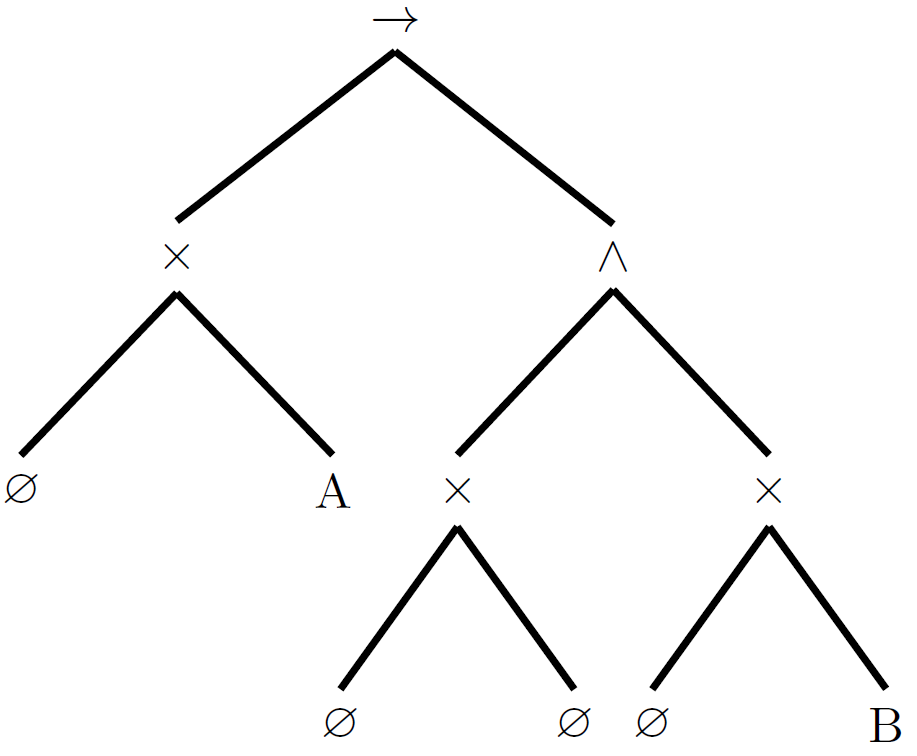 →
× ∧
∅ A × ×
∅ ∅ ∅ B